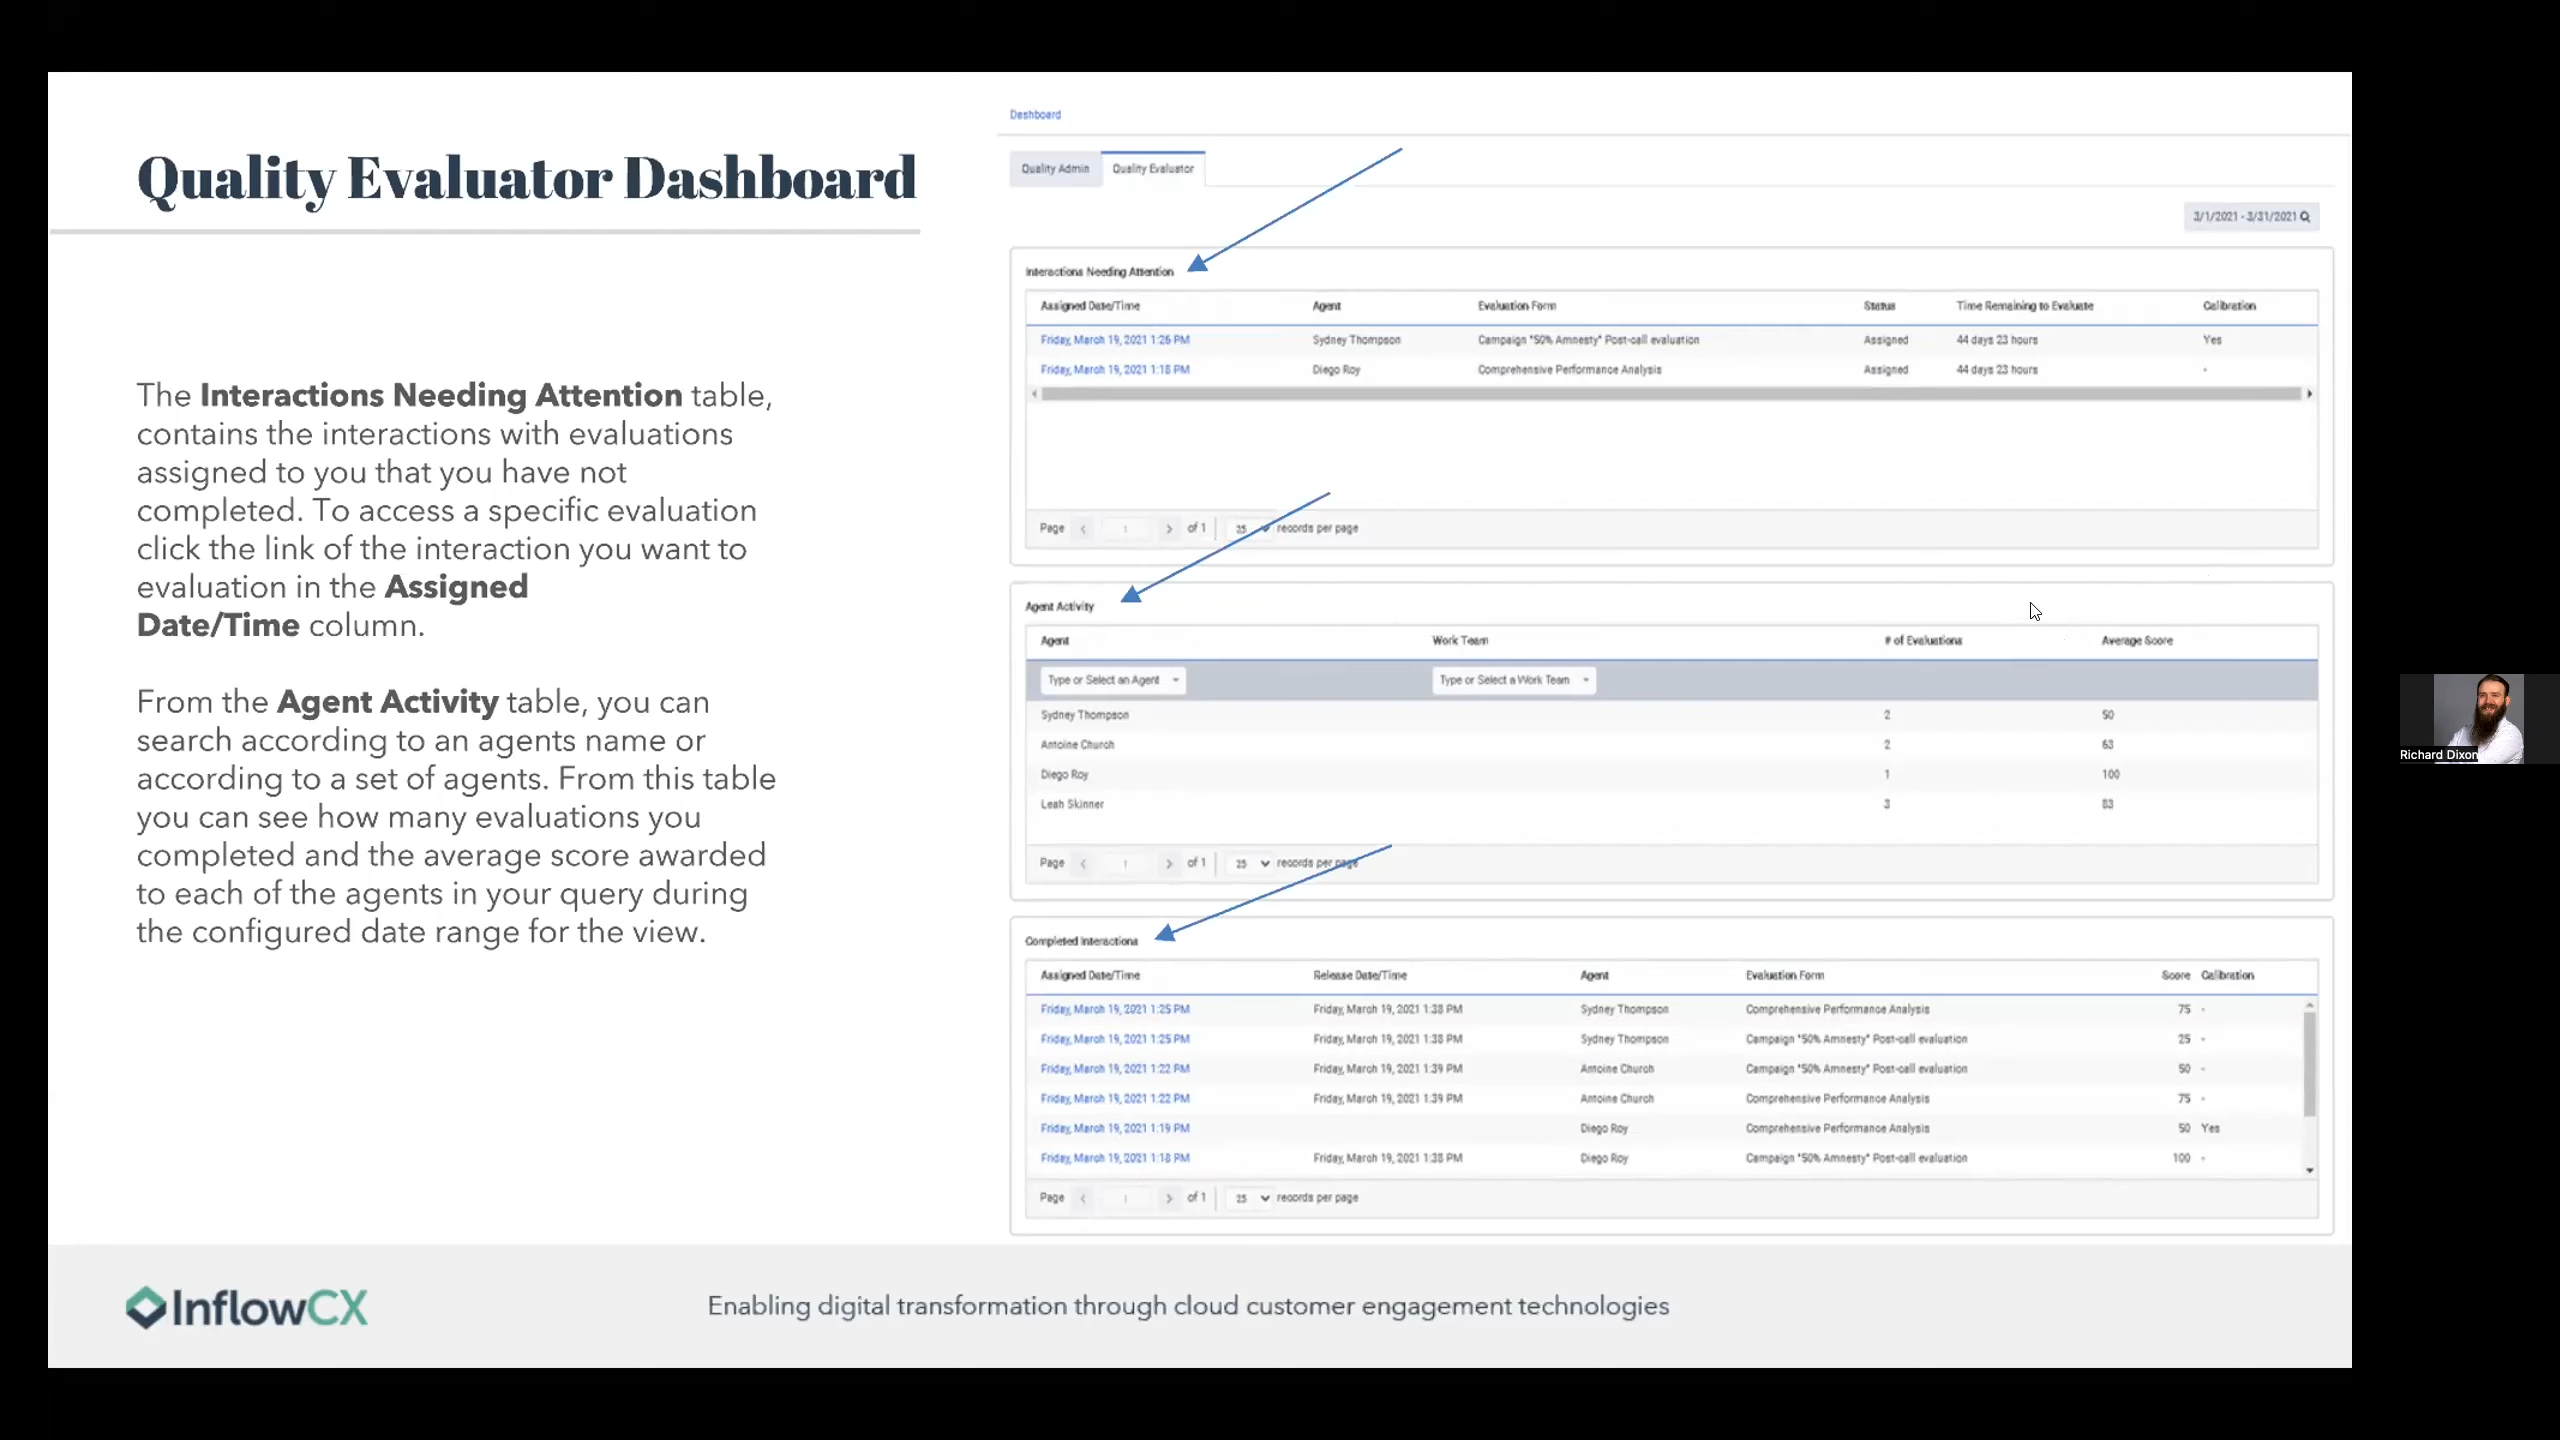 Quality Evaluator Dashboard
The Interactions Needing Attention table,
contains the interactions with evaluations
assigned to you that you have not
completed. To access a specific evaluation
click the link of the interaction you want to
evaluation in the Assigned
Date/Time column.
From the Agent Activity table, you can
search according to an agents name or
according to a set of agents. From this table
you can see how many evaluations you
completed and the average score awarded
to each of the agents in your query during
the configured date range for the view.
Dashboard
Quality Admin Quality Evaluator
3/1/2021 - 3/31/2021
Interactions Needing Attention
Assigned Date/Time Agent Evaluation Form Status Time Remaining to Evaluate Calibration
Friday, March 19, 2021 1:26 PM Sydney Thompson Campaign "50% Amnesty" Post-call evaluation Assigned 44 days 23 hours Yes
Friday, March 19, 2021 1:18 PM Diego Roy Comprehensive Performance Analysis Assigned 44 days 23 hours -
Page 1 of 1 25 records per page
Agent Activity
Agent Work Team # of Evaluations Average Score
Type or Select an Agent Type or Select a Work Team
Sydney Thompson 2 50
Antoine Church 2 63
Diego Roy 1 100
Leah Skinner 3 83
Page 1 of 1 25 records per page
Completed Interactions
Assigned Date/Time Release Date/Time Agent Evaluation Form Score Calibration
Friday, March 19, 2021 1:25 PM Friday, March 19, 2021 1:38 PM Sydney Thompson Comprehensive Performance Analysis 75 -
Friday, March 19, 2021 1:25 PM Friday, March 19, 2021 1:38 PM Sydney Thompson Campaign "50% Amnesty" Post-call evaluation 25 -
Friday, March 19, 2021 1:22 PM Friday, March 19, 2021 1:39 PM Antoine Church Campaign "50% Amnesty" Post-call evaluation 50 -
Friday, March 19, 2021 1:22 PM Friday, March 19, 2021 1:39 PM Antoine Church Comprehensive Performance Analysis 75 -
Friday, March 19, 2021 1:19 PM Diego Roy Comprehensive Performance Analysis 50 Yes
Friday, March 19, 2021 1:18 PM Friday, March 19, 2021 1:38 PM Diego Roy Campaign "50% Amnesty" Post-call evaluation 100 -
Page 1 of 1 25 records per page
InflowCX
Enabling digital transformation through cloud customer engagement technologies
Richard Dixon